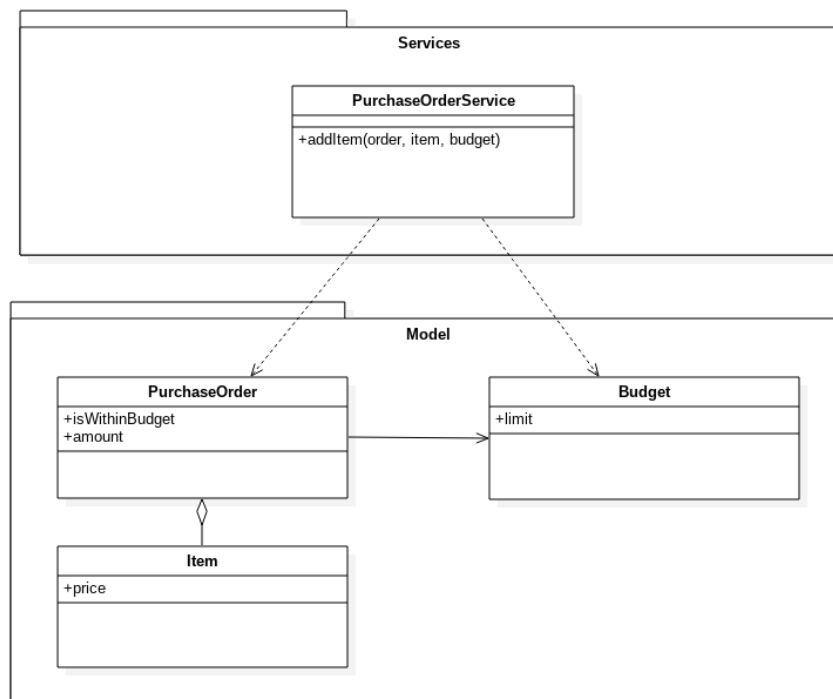 Services
PurchaseOrderService
+addItem(order, item, budget)
Model
PurchaseOrder
+isWithinBudget
+amount
Budget
+limit
Item
+price